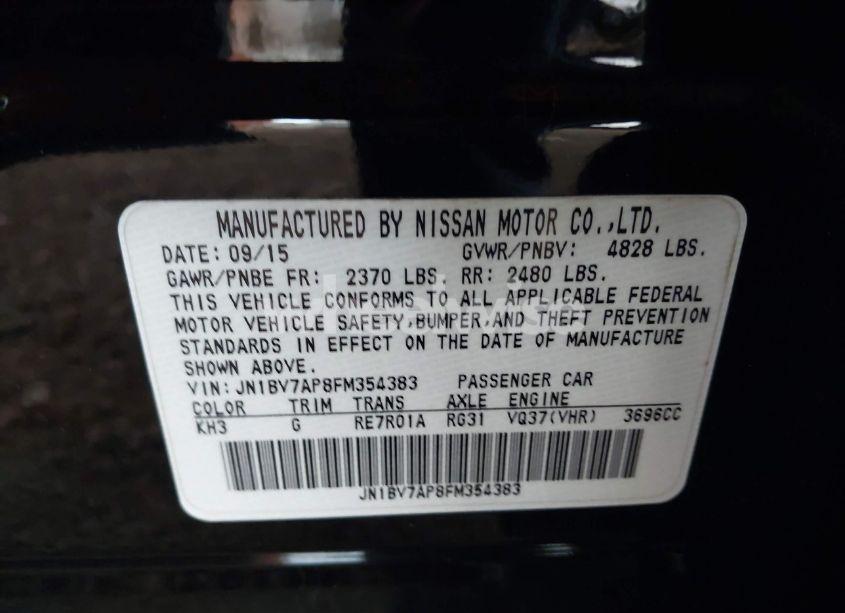 MANUFACTURED BY NISSAN MOTOR CO.,LTD.
DATE: 09/15 GVWR/PNBV: 4828 LBS.
GAWR/PNBE FR: 2370 LBS. RR: 2480 LBS.
THIS VEHICLE CONFORMS TO ALL APPLICABLE FEDERAL
MOTOR VEHICLE SAFETY,BUMPER,AND THEFT PREVENTION
STANDARDS IN EFFECT ON THE DATE OF MANUFACTURE
SHOWN ABOVE.
VIN: JN1BV7AP8FM354383 PASSENGER CAR
COLOR TRIM TRANS AXLE ENGINE
KH3 G RE7R01A RG31 VQ37(VHR) 3696CC
JN1BV7AP8FM354383